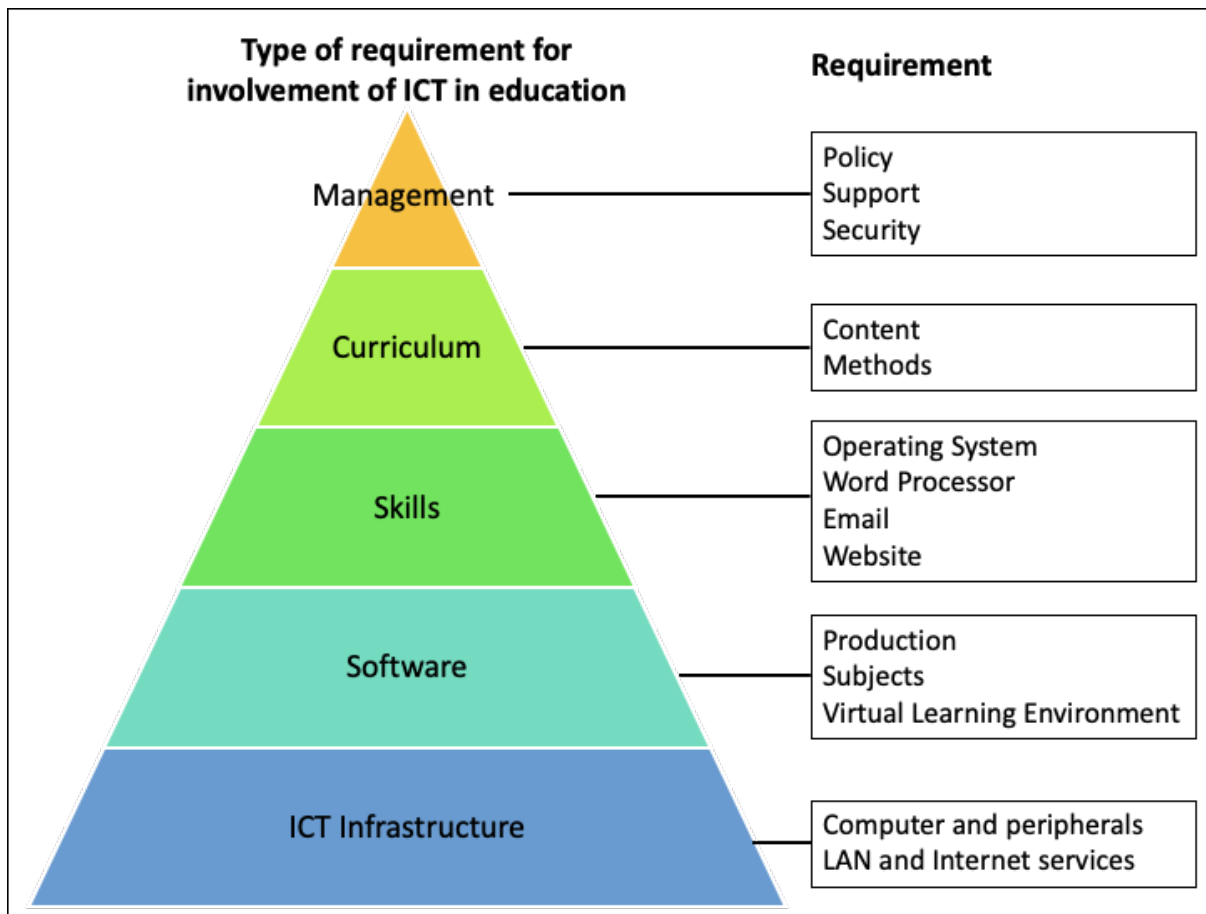 Type of requirement for
involvement of ICT in education
Requirement
Management
Policy
Support
Security
Curriculum
Content
Methods
Skills
Operating System
Word Processor
Email
Website
Software
Production
Subjects
Virtual Learning Environment
ICT Infrastructure
Computer and peripherals
LAN and Internet services